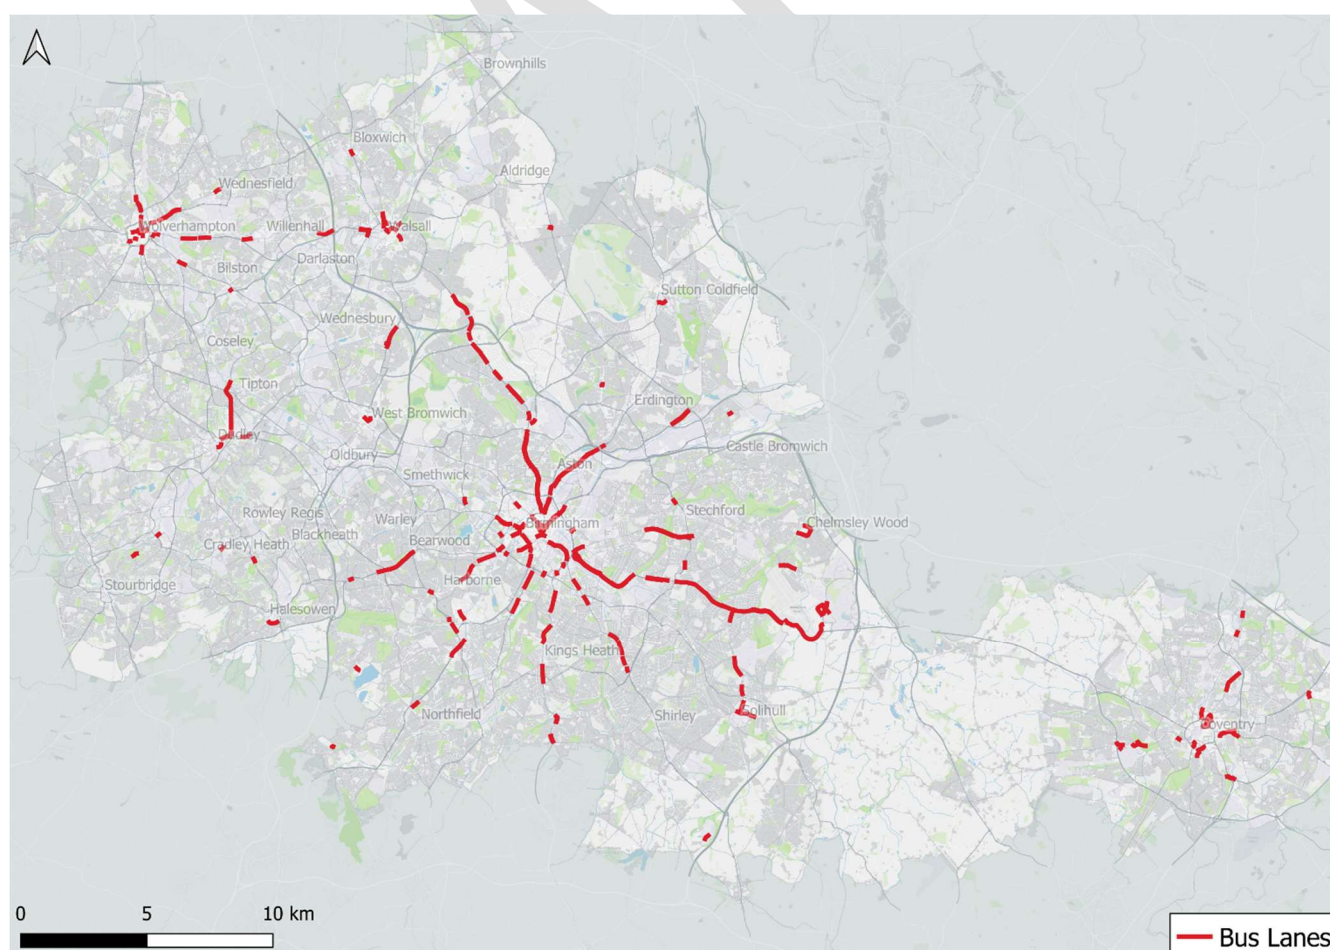 Brownhills
Bloxwich
Aldridge
Wednesfield
Wolverhampton
Willenhall
Walsall
Darlaston
Bilston
Sutton Coldfield
Wednesbury
Coseley
Tipton
Erdington
West Bromwich
Dudley
Castle Bromwich
Oldbury
Aston
Smethwick
Rowley Regis
Warley
Stechford
Birmingham
Chelmsley Wood
Blackheath
Cradley Heath
Bearwood
Stourbridge
Harborne
Halesowen
Kings Heath
Northfield
Shirley
Solihull
Coventry
0 5 10 km
Bus Lanes